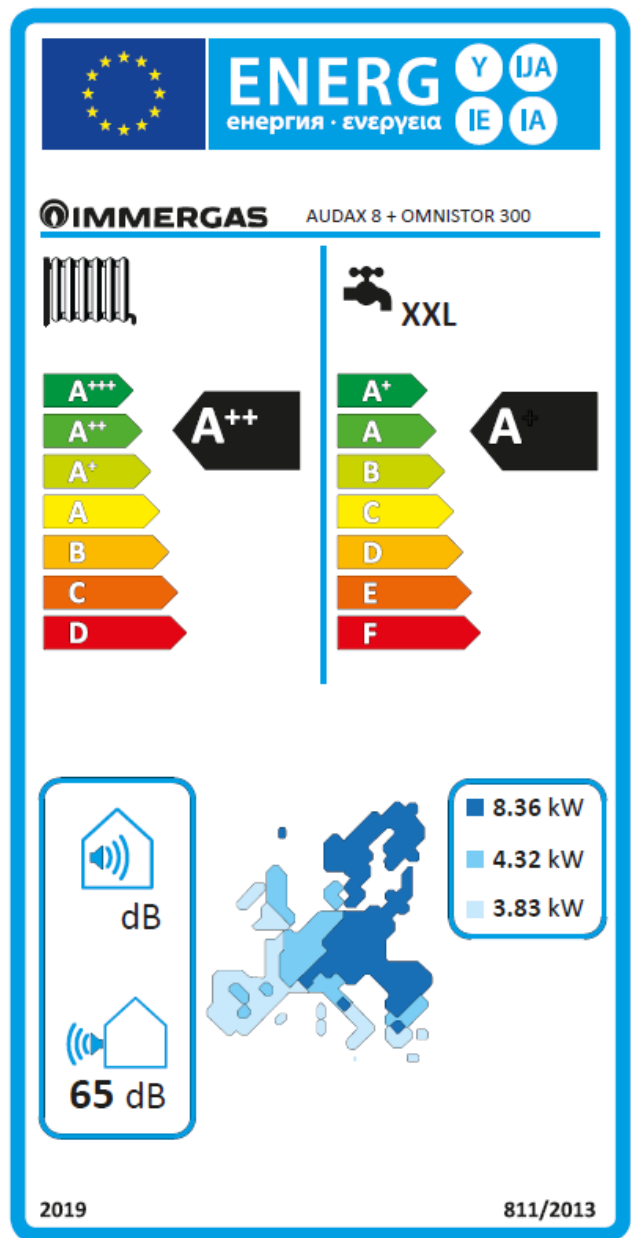 ENERG
енергия · ενεργεια
Y IJA
IE IA
IMMERGAS
AUDAX 8 + OMNISTOR 300
XXL
A+++
A++
A+
A
B
C
D
A++
A+
A
B
C
D
E
F
A+
dB
65 dB
8.36 kW
4.32 kW
3.83 kW
2019
811/2013